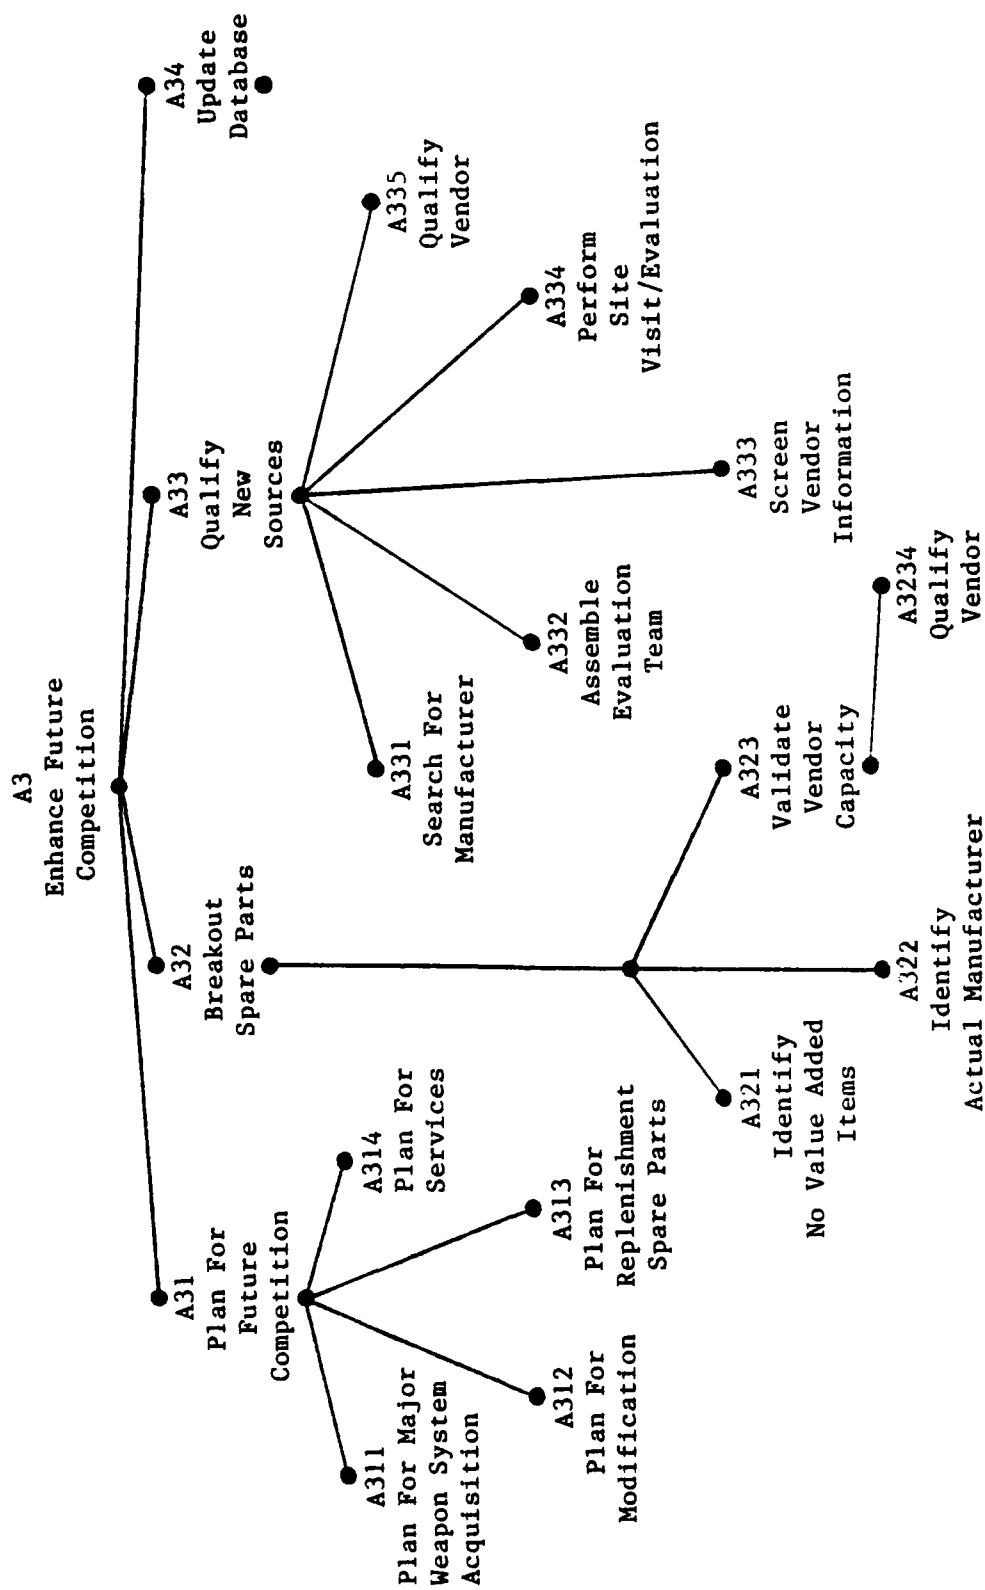 A3
Enhance Future
Competition
A31
Plan For
Future
Competition
A32
Breakout
Spare Parts
A33
Qualify
New
Sources
A34
Update
Database
A311
Plan For Major
Weapon System
Acquisition
A312
Plan For
Modification
A313
Plan For
Replenishment
Spare Parts
A314
Plan For
Services
A321
Identify
No Value Added
Items
A322
Identify
Actual Manufacturer
A323
Validate
Vendor
Capacity
A3234
Qualify
Vendor
A331
Search For
Manufacturer
A332
Assemble
Evaluation
Team
A333
Screen
Vendor
Information
A334
Perform
Site
Visit/Evaluation
A335
Qualify
Vendor